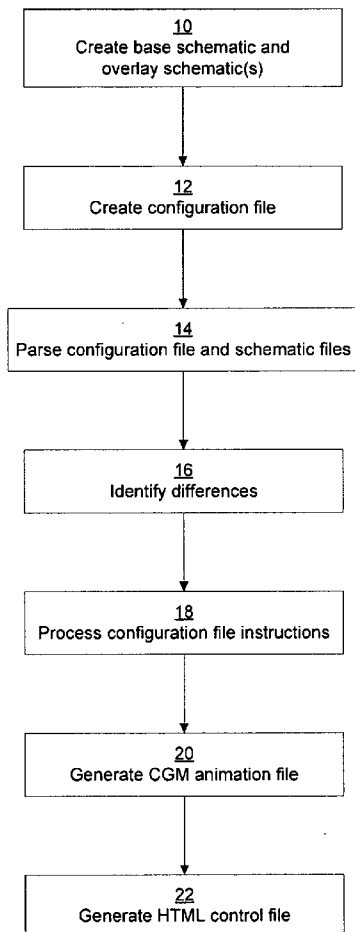 10
Create base schematic and
overlay schematic(s)
12
Create configuration file
14
Parse configuration file and schematic files
16
Identify differences
18
Process configuration file instructions
20
Generate CGM animation file
22
Generate HTML control file